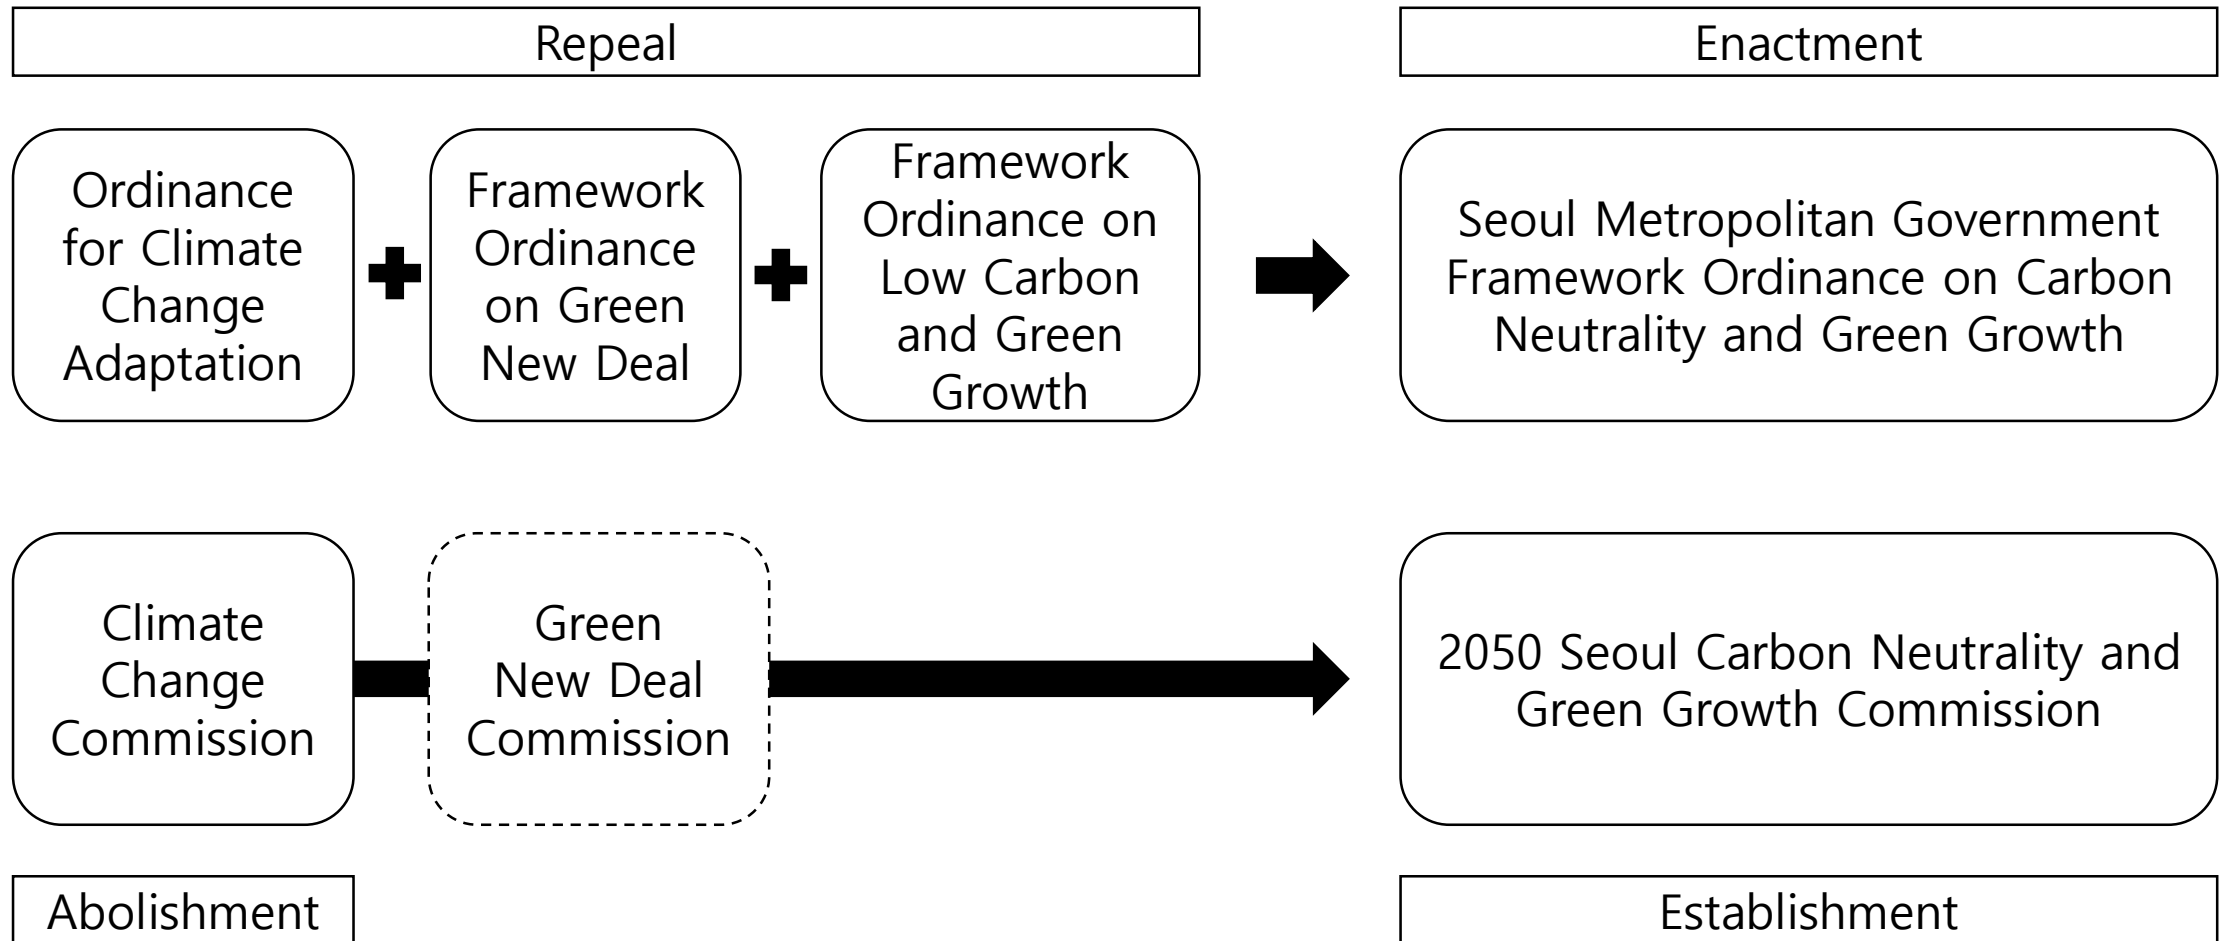 Repeal
Enactment
Ordinance
for Climate
Change
Adaptation
Framework
Ordinance
on Green
New Deal
Framework
Ordinance on
Low Carbon
and Green
Growth
Seoul Metropolitan Government
Framework Ordinance on Carbon
Neutrality and Green Growth
Climate
Change
Commission
Green
New Deal
Commission
2050 Seoul Carbon Neutrality and
Green Growth Commission
Abolishment
Establishment